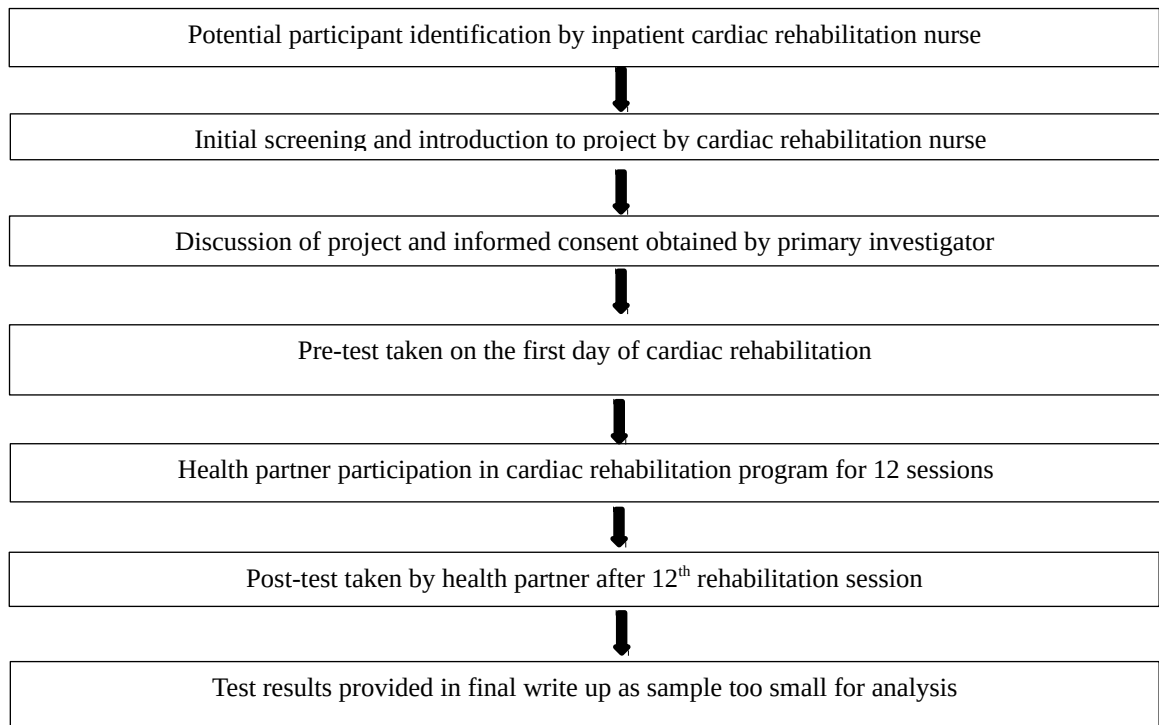 Potential participant identification by inpatient cardiac rehabilitation nurse
Initial screening and introduction to project by cardiac rehabilitation nurse
Discussion of project and informed consent obtained by primary investigator
Pre-test taken on the first day of cardiac rehabilitation
Health partner participation in cardiac rehabilitation program for 12 sessions
Post-test taken by health partner after 12th rehabilitation session
Test results provided in final write up as sample too small for analysis